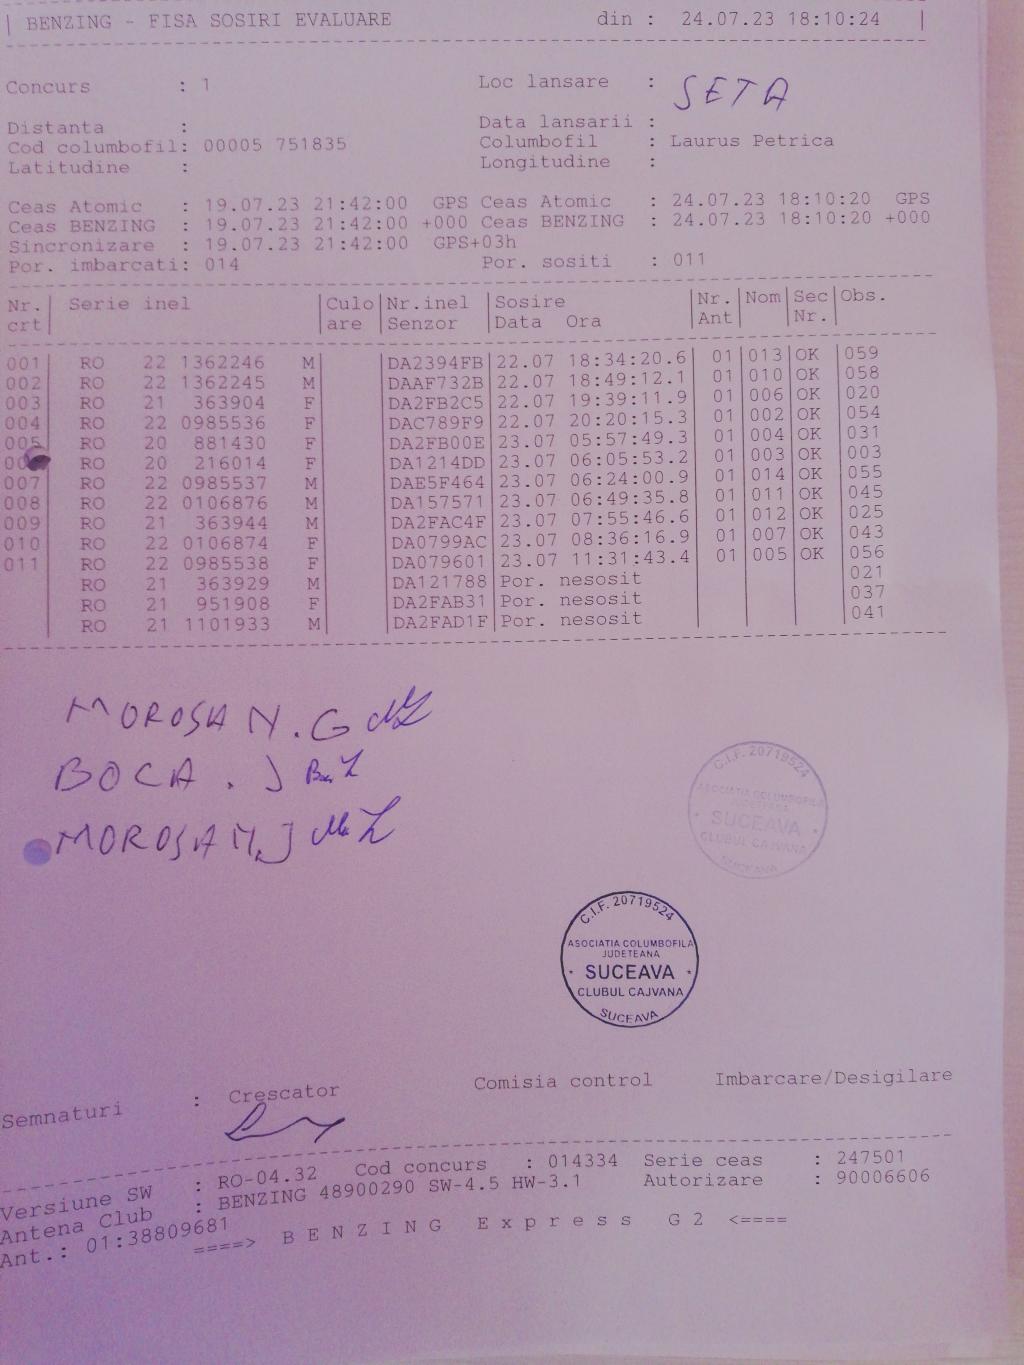 | BENZING - FISA SOSIRI EVALUARE din : 24.07.23 18:10:24 |
Concurs : 1 Loc lansare : SETA
Distanta : Data lansarii :
Cod columbofil: 00005 751835 Columbofil : Laurus Petrica
Latitudine : Longitudine :
Ceas Atomic : 19.07.23 21:42:00 GPS Ceas Atomic : 24.07.23 18:10:20 GPS
Ceas BENZING : 19.07.23 21:42:00 +000 Ceas BENZING : 24.07.23 18:10:20 +000
Sincronizare : 19.07.23 21:42:00 GPS+03h
Por. imbarcati: 014 Por. sositi : 011
Nr. | Serie inel | Culo | Nr.inel | Sosire | Nr. | Nom | Sec | Obs.
crt | | are | Senzor | Data Ora | Ant | | Nr. |
001 RO 22 1362246 M DA2394FB 22.07 18:34:20.6 01 013 OK 059
002 RO 22 1362245 M DAAF732B 22.07 18:49:12.1 01 010 OK 058
003 RO 21 363904 F DA2FB2C5 22.07 19:39:11.9 01 006 OK 020
004 RO 22 0985536 F DAC789F9 22.07 20:20:15.3 01 002 OK 054
005 RO 20 881430 F DA2FB00E 23.07 05:57:49.3 01 004 OK 031
RO 20 216014 F DA1214DD 23.07 06:05:53.2 01 003 OK 003
007 RO 22 0985537 M DAE5F464 23.07 06:24:00.9 01 014 OK 055
008 RO 22 0106876 M DA157571 23.07 06:49:35.8 01 011 OK 045
009 RO 21 363944 M DA2FAC4F 23.07 07:55:46.6 01 012 OK 025
010 RO 22 0106874 F DA0799AC 23.07 08:36:16.9 01 007 OK 043
011 RO 22 0985538 F DA079601 23.07 11:31:43.4 01 005 OK 056
RO 21 363929 M DA121788 Por. nesosit 021
RO 21 951908 F DA2FAB31 Por. nesosit 037
RO 21 1101933 M DA2FAD1F Por. nesosit 041
MOROSAN.G
BOCA.J
MOROSAN.J
C.I.F. 20719524
ASOCIATIA COLUMBOFILA
JUDETEANA
SUCEAVA
CLUBUL CAJVANA
SUCEAVA
C.I.F. 20719524
ASOCIATIA COLUMBOFILA
JUDETEANA
SUCEAVA
CLUBUL CAJVANA
SUCEAVA
Semnaturi : Crescator Comisia control Imbarcare/Desigilare
Versiune SW : RO-04.32 Cod concurs : 014334 Serie ceas : 247501
Antena Club : BENZING 48900290 SW-4.5 HW-3.1 Autorizare : 90006606
Ant.: 01:38809681
====> B E N Z I N G E x p r e s s G 2 <====